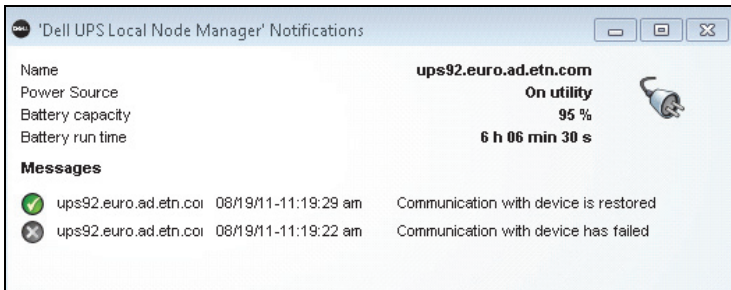 'Dell UPS Local Node Manager' Notifications
Name ups92.euro.ad.etn.com
Power Source On utility
Battery capacity 95 %
Battery run time 6 h 06 min 30 s
Messages
ups92.euro.ad.etn.co 08/19/11-11:19:29 am Communication with device is restored
ups92.euro.ad.etn.co 08/19/11-11:19:22 am Communication with device has failed